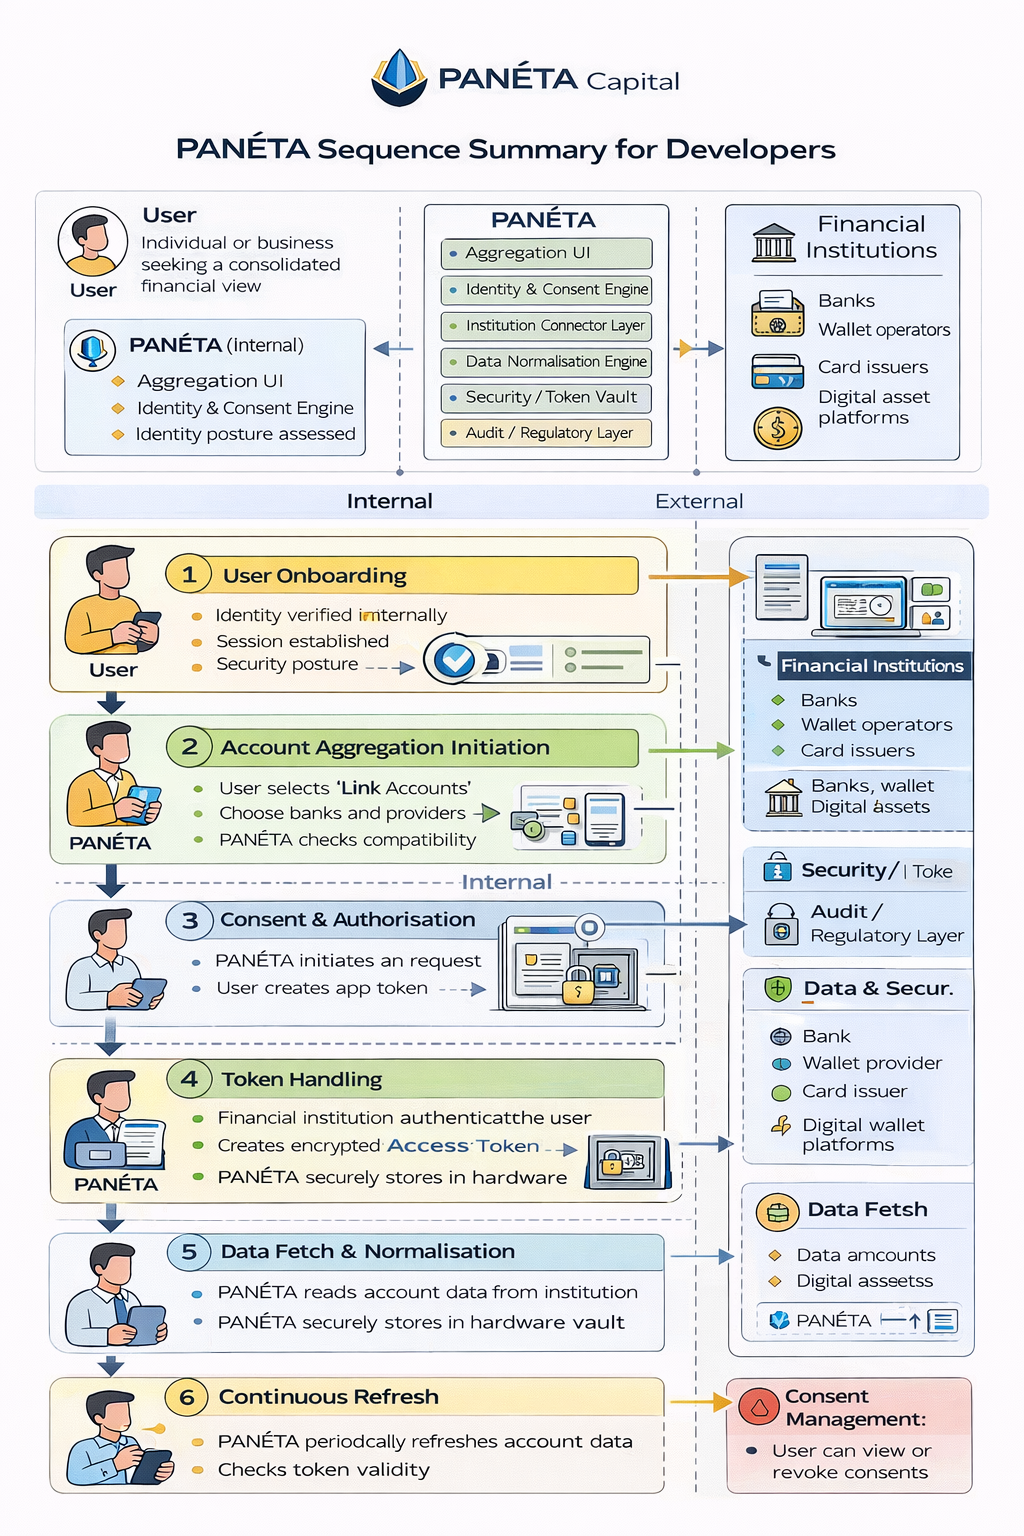 PANÉTA Capital
PANÉTA Sequence Summary for Developers
User
Individual or business
seeking a consolidated
financial view
User
PANÉTA (Internal)
Aggregation UI
Identity & Consent Engine
Identity posture assessed
PANÉTA
Aggregation UI
Identity & Consent Engine
Institution Connector Layer
Data Normalisation Engine
Security / Token Vault
Audit / Regulatory Layer
Financial
Institutions
Banks
Wallet operators
Card issuers
Digital asset
platforms
Internal
External
1 User Onboarding
Identity verified internally
Session established
Security posture
User
2 Account Aggregation Initiation
User selects ‘Link Accounts’
Choose banks and providers
PANÉTA checks compatibility
PANÉTA
Internal
3 Consent & Authorisation
PANÉTA initiates an request
User creates app token
4 Token Handling
Financial institution authenticatthe user
Creates encrypted Access Token
PANÉTA securely stores in hardware
PANÉTA
5 Data Fetch & Normalisation
PANÉTA reads account data from institution
PANÉTA securely stores in hardware vault
6 Continuous Refresh
PANÉTA periodcally refreshes account data
Checks token validity
Financial Institutions
Banks
Wallet operators
Card issuers
Banks, wallet
Digital assets
Security / | Toke
Audit /
Regulatory Layer
Data & Secur.
Bank
Wallet provider
Card issuer
Digital wallet
platforms
Data Fetsh
Data amcounts
Digital asseetss
PANÉTA
Consent
Management:
User can view or
revoke consents